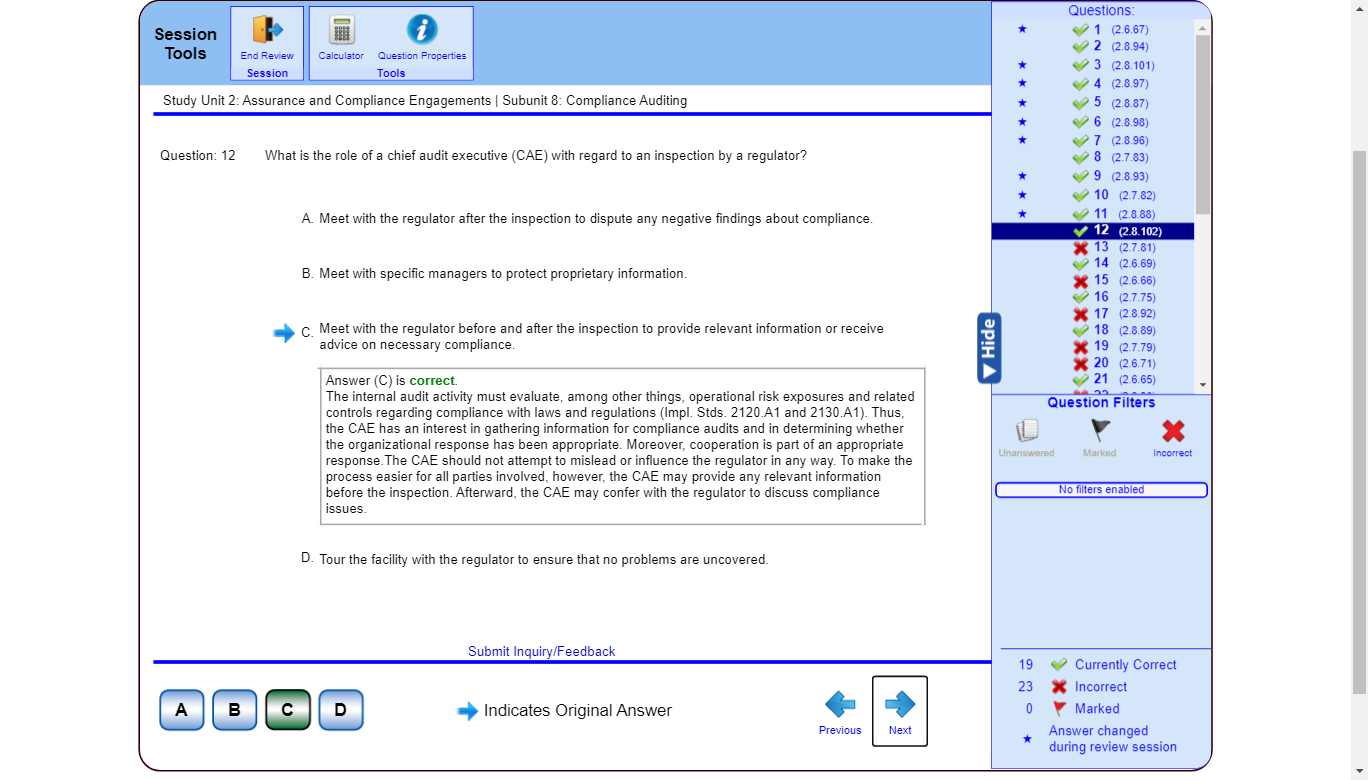 Session Tools
End Review
Session
Calculator
Question Properties
Tools
Study Unit 2: Assurance and Compliance Engagements | Subunit 8: Compliance Auditing
Question: 12
What is the role of a chief audit executive (CAE) with regard to an inspection by a regulator?
A. Meet with the regulator after the inspection to dispute any negative findings about compliance.
B. Meet with specific managers to protect proprietary information.
C. Meet with the regulator before and after the inspection to provide relevant information or receive
advice on necessary compliance.
Answer (C) is correct.
The internal audit activity must evaluate, among other things, operational risk exposures and related
controls regarding compliance with laws and regulations (Impl. Stds. 2120.A1 and 2130.A1). Thus,
the CAE has an interest in gathering information for compliance audits and in determining whether
the organizational response has been appropriate. Moreover, cooperation is part of an appropriate
response.The CAE should not attempt to mislead or influence the regulator in any way. To make the
process easier for all parties involved, however, the CAE may provide any relevant information
before the inspection. Afterward, the CAE may confer with the regulator to discuss compliance
issues.
D. Tour the facility with the regulator to ensure that no problems are uncovered.
Submit Inquiry/Feedback
A
B
C
D
Indicates Original Answer
Previous
Next
Questions:
1 (2.6.67)
2 (2.8.94)
3 (2.8.101)
4 (2.8.97)
5 (2.8.87)
6 (2.8.98)
7 (2.8.96)
8 (2.7.83)
9 (2.8.93)
10 (2.7.82)
11 (2.8.88)
12 (2.8.102)
13 (2.7.81)
14 (2.6.69)
15 (2.6.66)
16 (2.7.75)
17 (2.8.92)
18 (2.8.89)
19 (2.7.79)
20 (2.6.71)
21 (2.6.65)
Hide
Question Filters
Unanswered
Marked
Incorrect
No filters enabled
19 Currently Correct
23 Incorrect
0 Marked
Answer changed
during review session